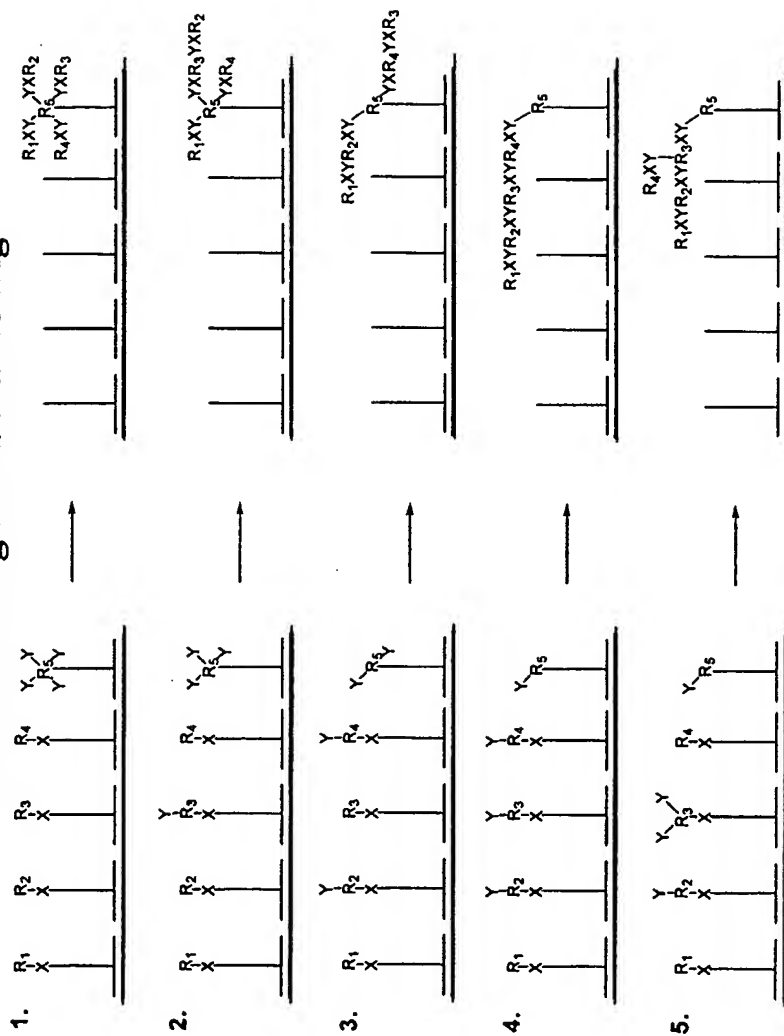 1.
R₁ R₂ R₃ R₄ Y Y
R₅
X X X X Y Y
R₁XY YXR₂
R₅
R₄XY YXR₃
2.
Y
R₁ R₂ R₃ R₄ Y Y
R₅
X X X X Y
R₁XY YXR₃YXR₂
R₅
YXR₄
3.
Y Y
R₁ R₂ R₃ R₄ Y
R₅
X X X X Y
R₁XYR₂XY
R₅
YXR₄YXR₃
4.
Y Y Y
R₁ R₂ R₃ R₄ Y
X X X X R₅
R₁XYR₂XYR₃XYR₄XY
R₅
5.
Y Y Y
R₁ R₂ R₃ R₄ Y
X X X X R₅
R₄XY
R₁XYR₂XYR₃XY
R₅